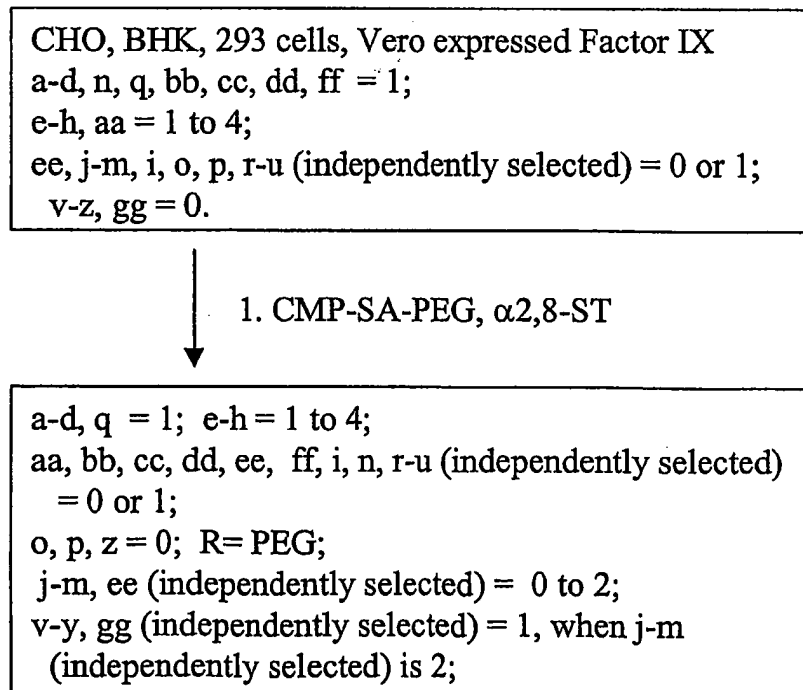 CHO, BHK, 293 cells, Vero expressed Factor IX
a-d, n, q, bb, cc, dd, ff = 1;
e-h, aa = 1 to 4;
ee, j-m, i, o, p, r-u (independently selected) = 0 or 1;
v-z, gg = 0.
1. CMP-SA-PEG, α2,8-ST
a-d, q = 1; e-h = 1 to 4;
aa, bb, cc, dd, ee, ff, i, n, r-u (independently selected)
= 0 or 1;
o, p, z = 0; R= PEG;
j-m, ee (independently selected) = 0 to 2;
v-y, gg (independently selected) = 1, when j-m
(independently selected) is 2;